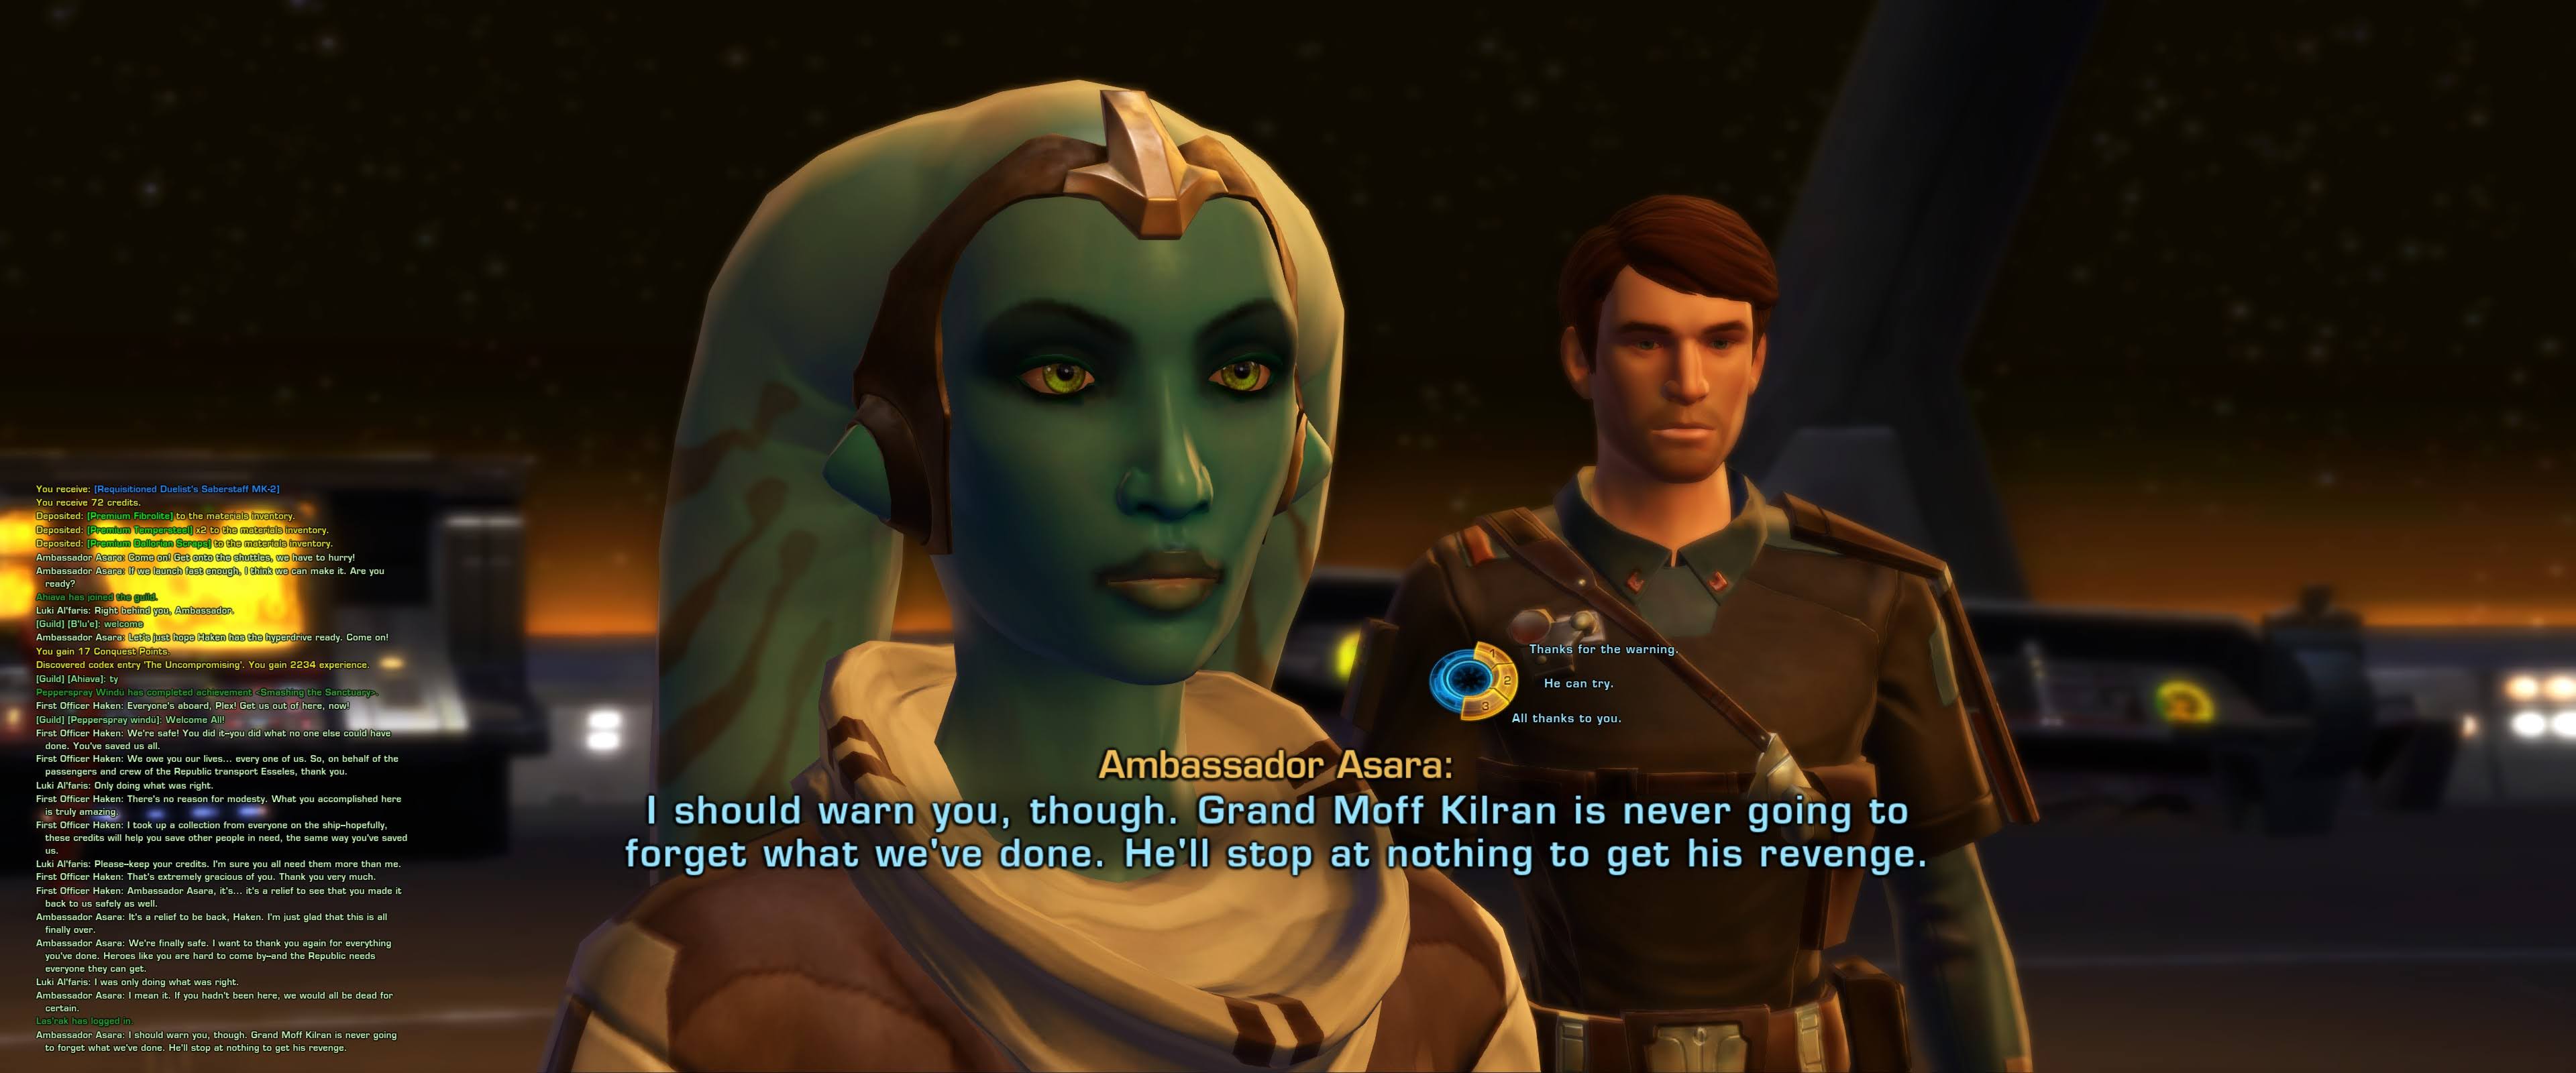 You receive: [Requisitioned Duelist's Saberstaff MK-2]
You receive 72 credits.
Deposited: [Premium Fibrolite] to the materials inventory.
Deposited: [Premium Tempersteel] x2 to the materials inventory.
Deposited: [Premium Dallorian Scraps] to the materials inventory.
Ambassador Asara: Come on! Get onto the shuttles, we have to hurry!
Ambassador Asara: If we launch fast enough, I think we can make it. Are you
ready?
Ahiava has joined the guild.
Luki Al'faris: Right behind you, Ambassador.
[Guild] [B'lu'e]: welcome
Ambassador Asara: Let's just hope Haken has the hyperdrive ready. Come on!
You gain 17 Conquest Points.
Discovered codex entry 'The Uncompromising'. You gain 2234 experience.
[Guild] [Ahiava]: ty
Pepperspray Windú has completed achievement <Smashing the Sanctuary>.
First Officer Haken: Everyone's aboard, Plex! Get us out of here, now!
[Guild] [Pepperspray windú]: Welcome All!
First Officer Haken: We're safe! You did it–you did what no one else could have
done. You've saved us all.
First Officer Haken: We owe you our lives... every one of us. So, on behalf of the
passengers and crew of the Republic transport Esseles, thank you.
Luki Al'faris: Only doing what was right.
First Officer Haken: There's no reason for modesty. What you accomplished here
is truly amazing.
First Officer Haken: I took up a collection from everyone on the ship–hopefully,
these credits will help you save other people in need, the same way you've saved
us.
Luki Al'faris: Please–keep your credits. I'm sure you all need them more than me.
First Officer Haken: That's extremely gracious of you. Thank you very much.
First Officer Haken: Ambassador Asara, it's... it's a relief to see that you made it
back to us safely as well.
Ambassador Asara: It's a relief to be back, Haken. I'm just glad that this is all
finally over.
Ambassador Asara: We're finally safe. I want to thank you again for everything
you've done. Heroes like you are hard to come by–and the Republic needs
everyone they can get.
Luki Al'faris: I was only doing what was right.
Ambassador Asara: I mean it. If you hadn't been here, we would all be dead for
certain.
Las'rak has logged in.
Ambassador Asara: I should warn you, though. Grand Moff Kilran is never going
to forget what we've done. He'll stop at nothing to get his revenge.
1 Thanks for the warning.
2 He can try.
3 All thanks to you.
Ambassador Asara:
I should warn you, though. Grand Moff Kilran is never going to
forget what we've done. He'll stop at nothing to get his revenge.